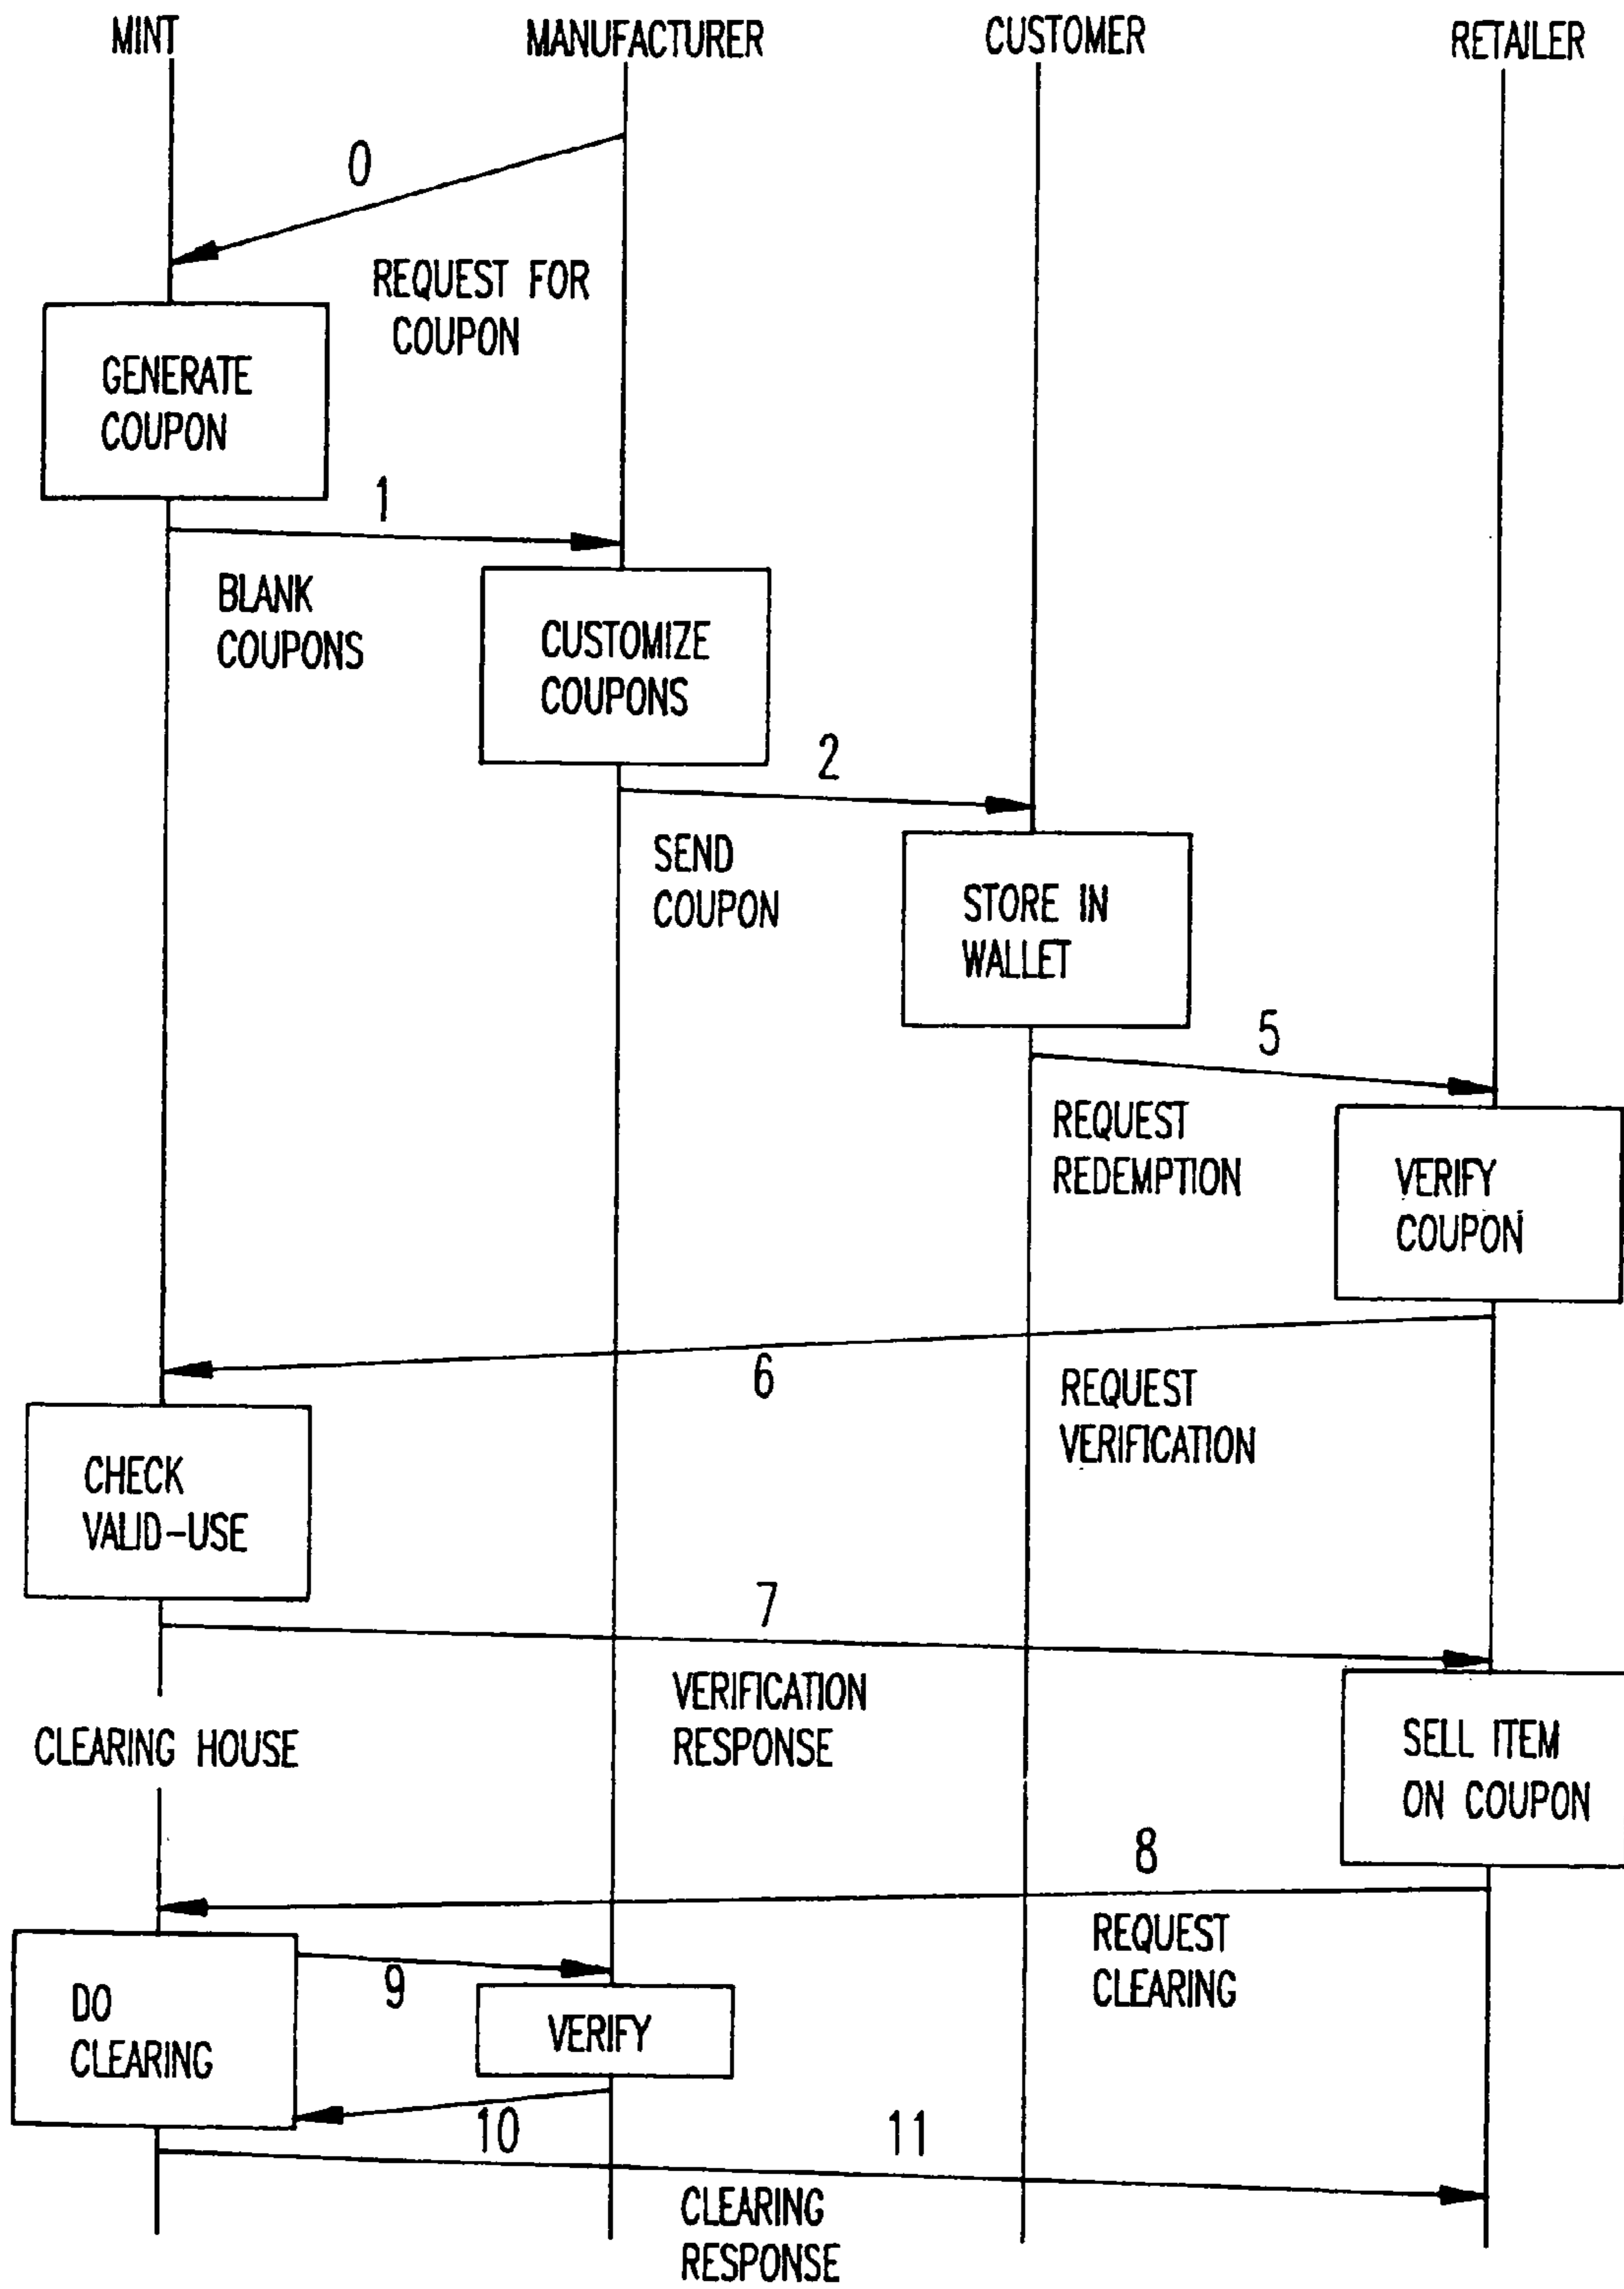 MINT
MANUFACTURER
CUSTOMER
RETAILER
0
REQUEST FOR
COUPON
GENERATE
COUPON
1
BLANK
COUPONS
CUSTOMIZE
COUPONS
2
SEND
COUPON
STORE IN
WALLET
5
REQUEST
REDEMPTION
VERIFY
COUPON
6
REQUEST
VERIFICATION
CHECK
VALID-USE
7
VERIFICATION
RESPONSE
CLEARING HOUSE
SELL ITEM
ON COUPON
8
REQUEST
CLEARING
DO
CLEARING
9
VERIFY
10
11
CLEARING
RESPONSE